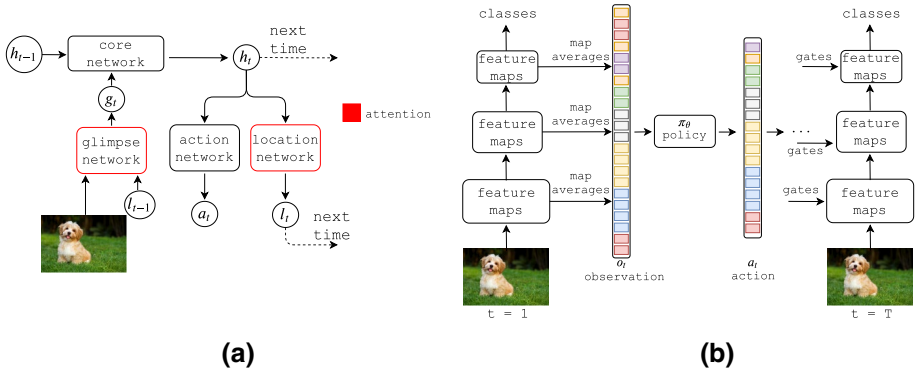 h_{t-1}
core
network
h_t
next
time
g_t
attention
glimpse
network
action
network
location
network
l_{t-1}
a_t
l_t
next
time
(a)
classes
map
averages
feature
maps
map
averages
feature
maps
map
averages
feature
maps
t = 1
o_t
observation
π_θ
policy
a_t
action
...
classes
gates
feature
maps
gates
feature
maps
gates
feature
maps
t = T
(b)